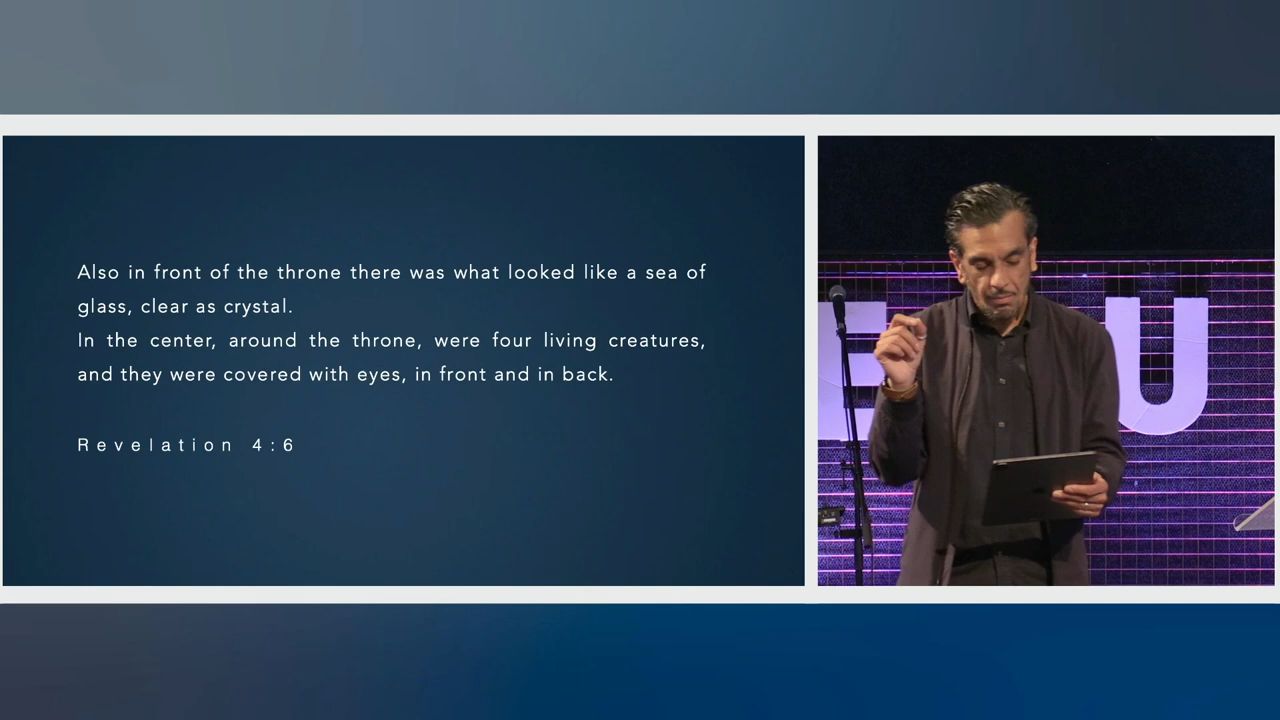 Also in front of the throne there was what looked like a sea of
glass, clear as crystal.
In the center, around the throne, were four living creatures,
and they were covered with eyes, in front and in back.
Revelation 4:6
E U